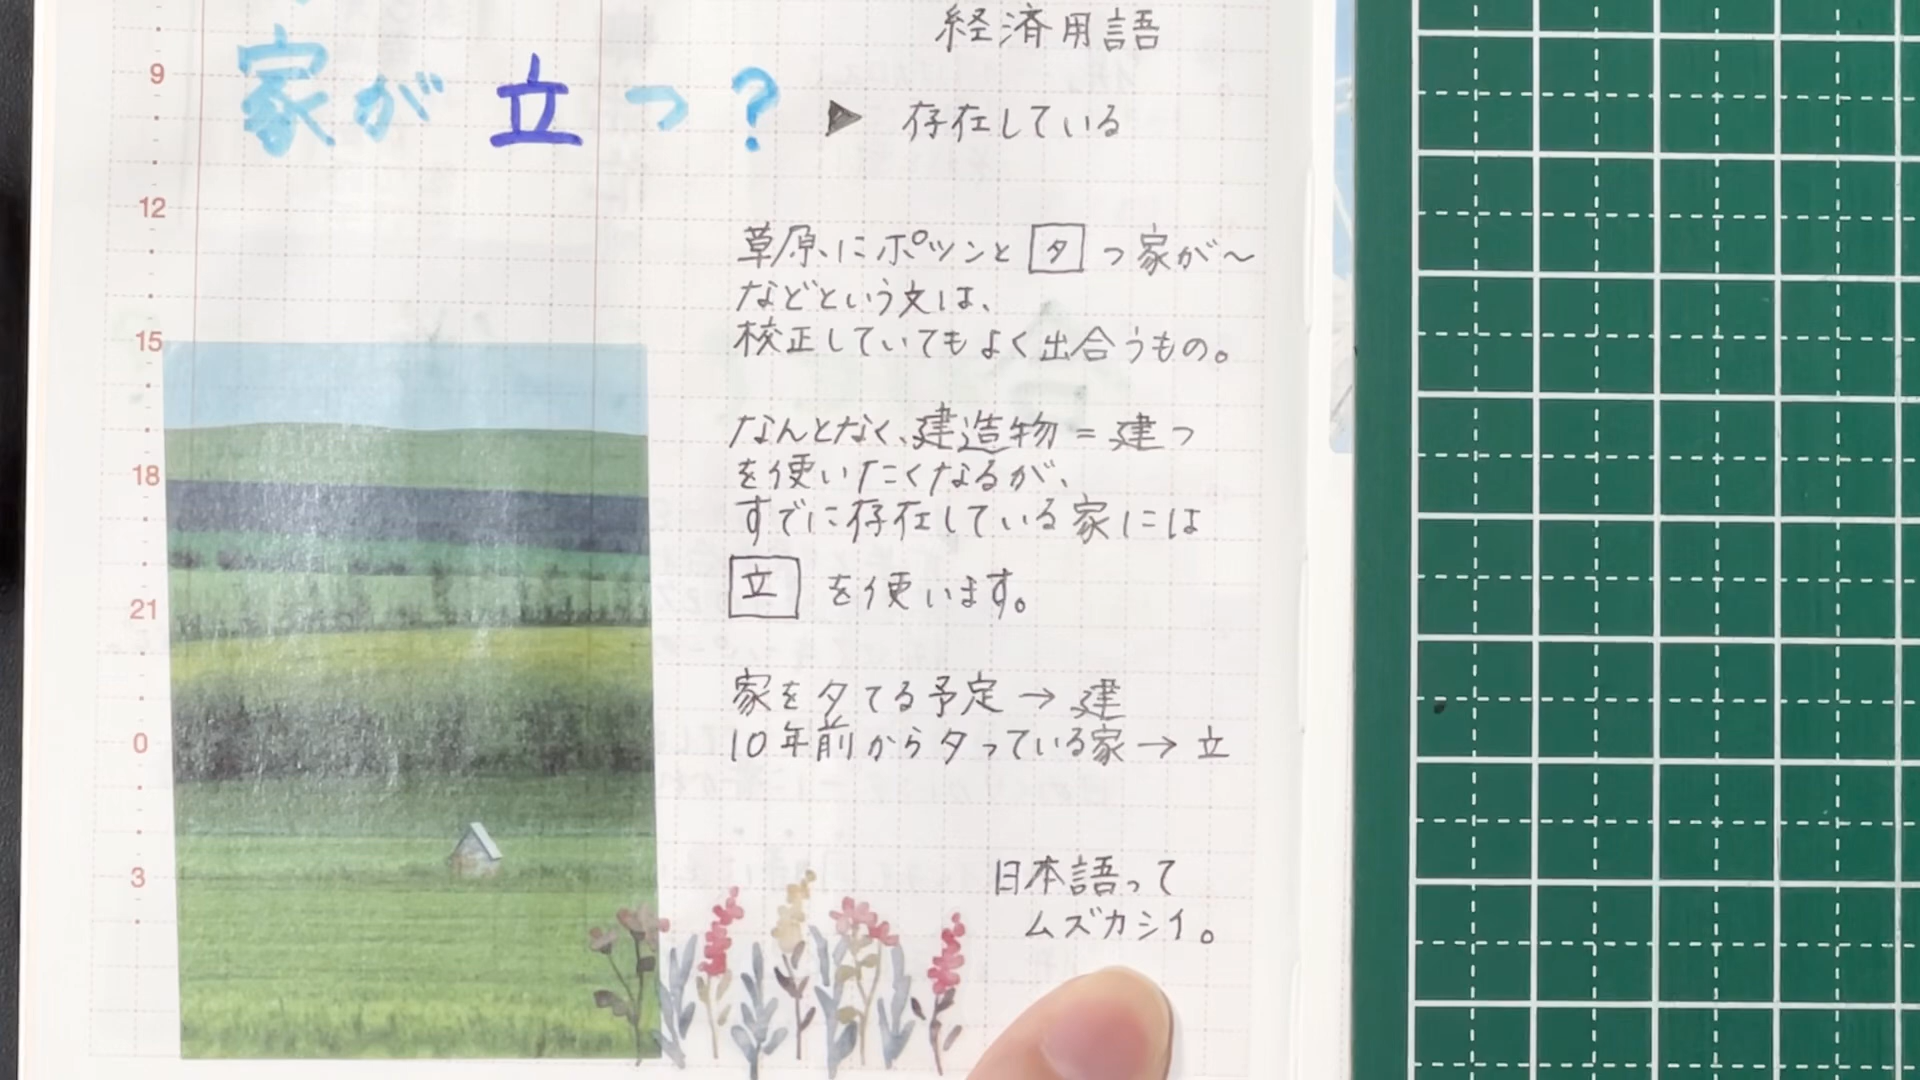 経済用語
家が立つ?
▶ 存在している
草原にポツンと タ つ家が〜
などという文は、
校正していてもよく出合うもの。
なんとなく、建造物=建つ
を使いたくなるが、
すでに存在している家には
立 を使います。
家をタてる予定→建
10年前からタっている家→立
日本語って
ムズカシイ。
9
12
15
18
21
0
3